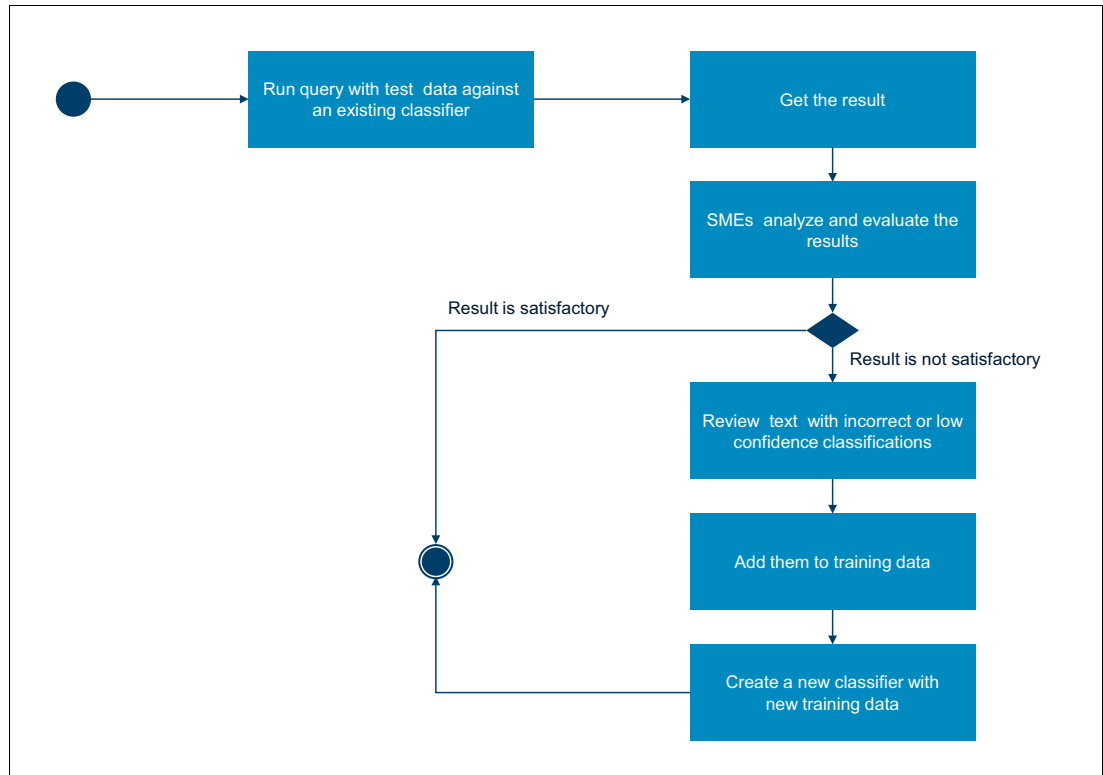 Run query with test data against
an existing classifier
Get the result
SMEs analyze and evaluate the
results
Result is satisfactory
Result is not satisfactory
Review text with incorrect or low
confidence classifications
Add them to training data
Create a new classifier with
new training data